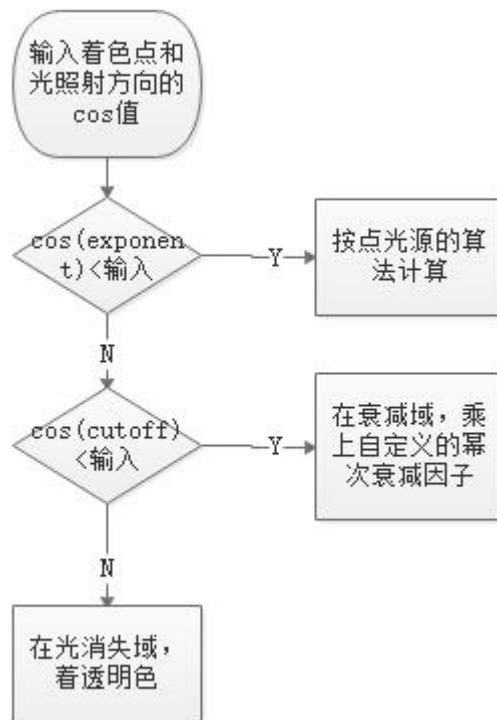 输入着色点和
光照射方向的
cos值
cos(exponen
t)<输入
Y
按点光源的算
法计算
N
cos(cutoff)
<输入
Y
在衰减域，乘
上自定义的幂
次衰减因子
N
在光消失域，
着透明色